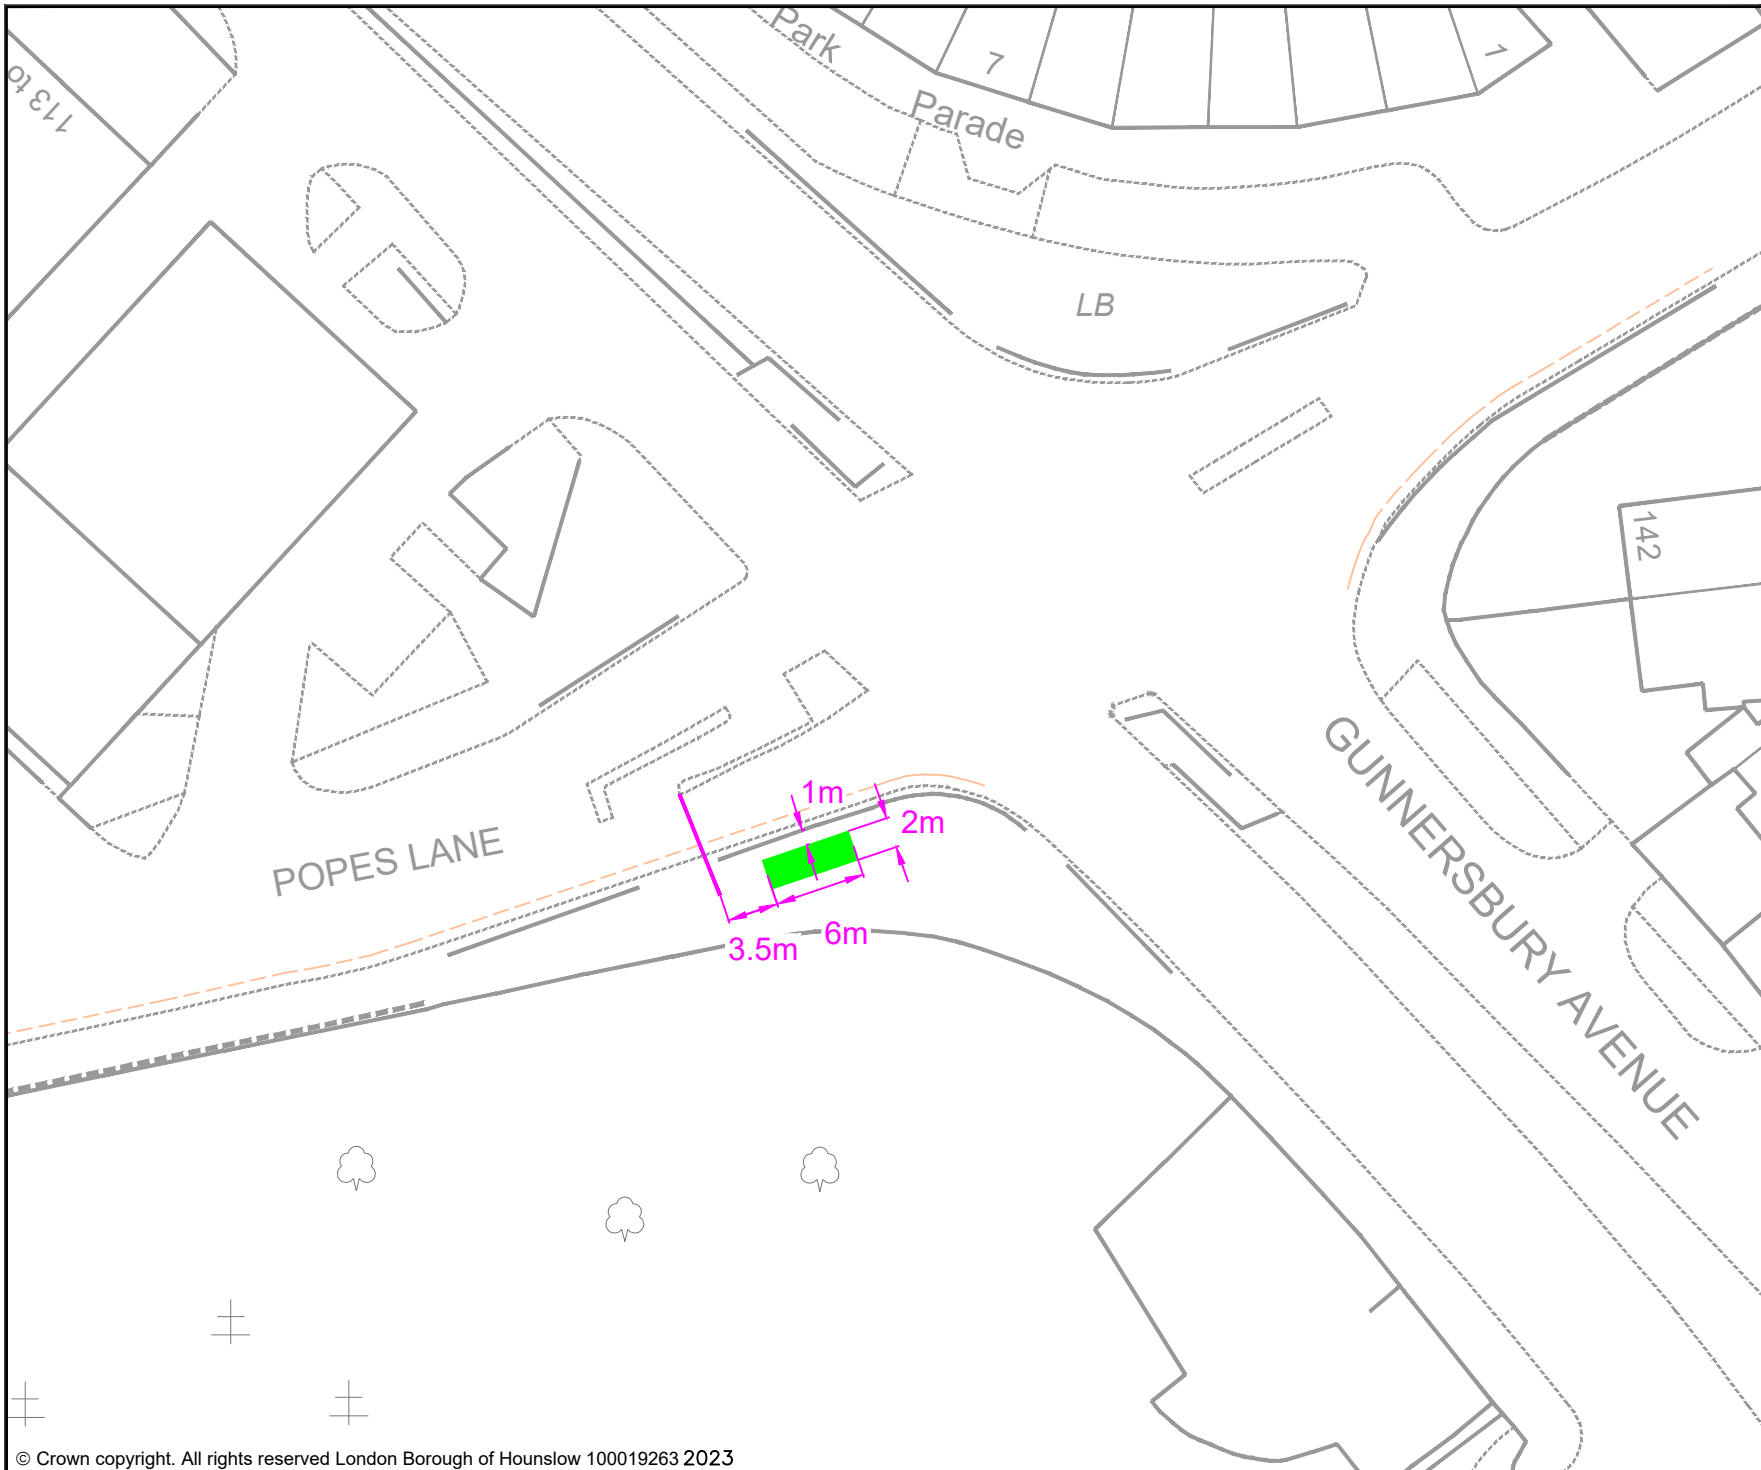 Park
Parade
7
1
113 to
LB
142
1m
2m
POPES LANE
GUNNERSBURY AVENUE
6m
3.5m
© Crown copyright. All rights reserved London Borough of Hounslow 100019263 2023